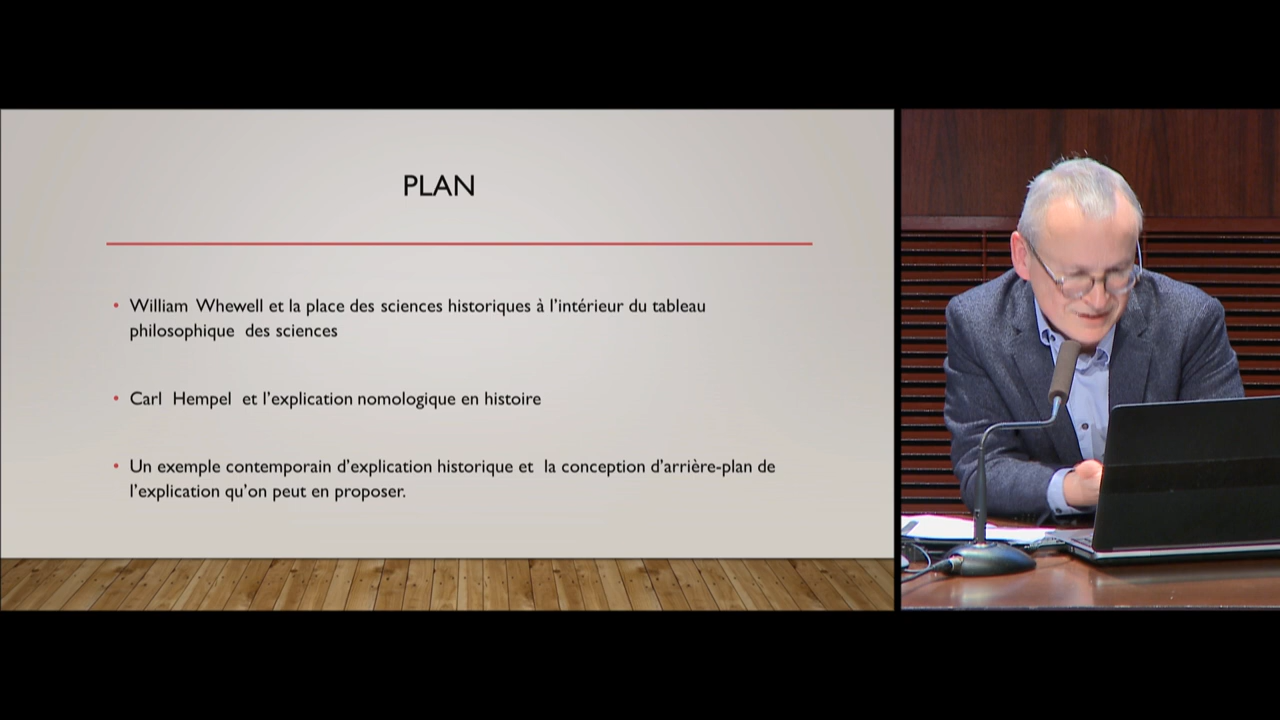 PLAN
• William Whewell et la place des sciences historiques à l'intérieur du tableau
philosophique des sciences
• Carl Hempel et l'explication nomologique en histoire
• Un exemple contemporain d'explication historique et la conception d'arrière-plan de
l'explication qu'on peut en proposer.